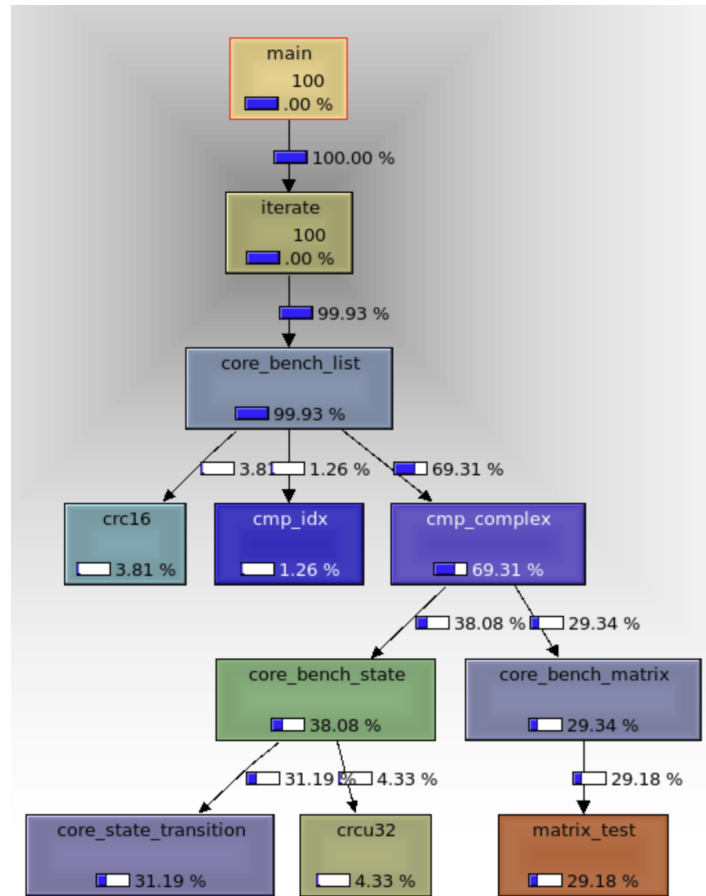 main
100
.00 %
100.00 %
iterate
100
.00 %
99.93 %
core_bench_list
99.93 %
3.81 1.26 % 69.31 %
crc16 cmp_idx cmp_complex
3.81 % 1.26 % 69.31 %
38.08 % 29.34 %
core_bench_state core_bench_matrix
38.08 % 29.34 %
31.19 % 4.33 % 29.18 %
core_state_transition crcu32 matrix_test
31.19 % 4.33 % 29.18 %